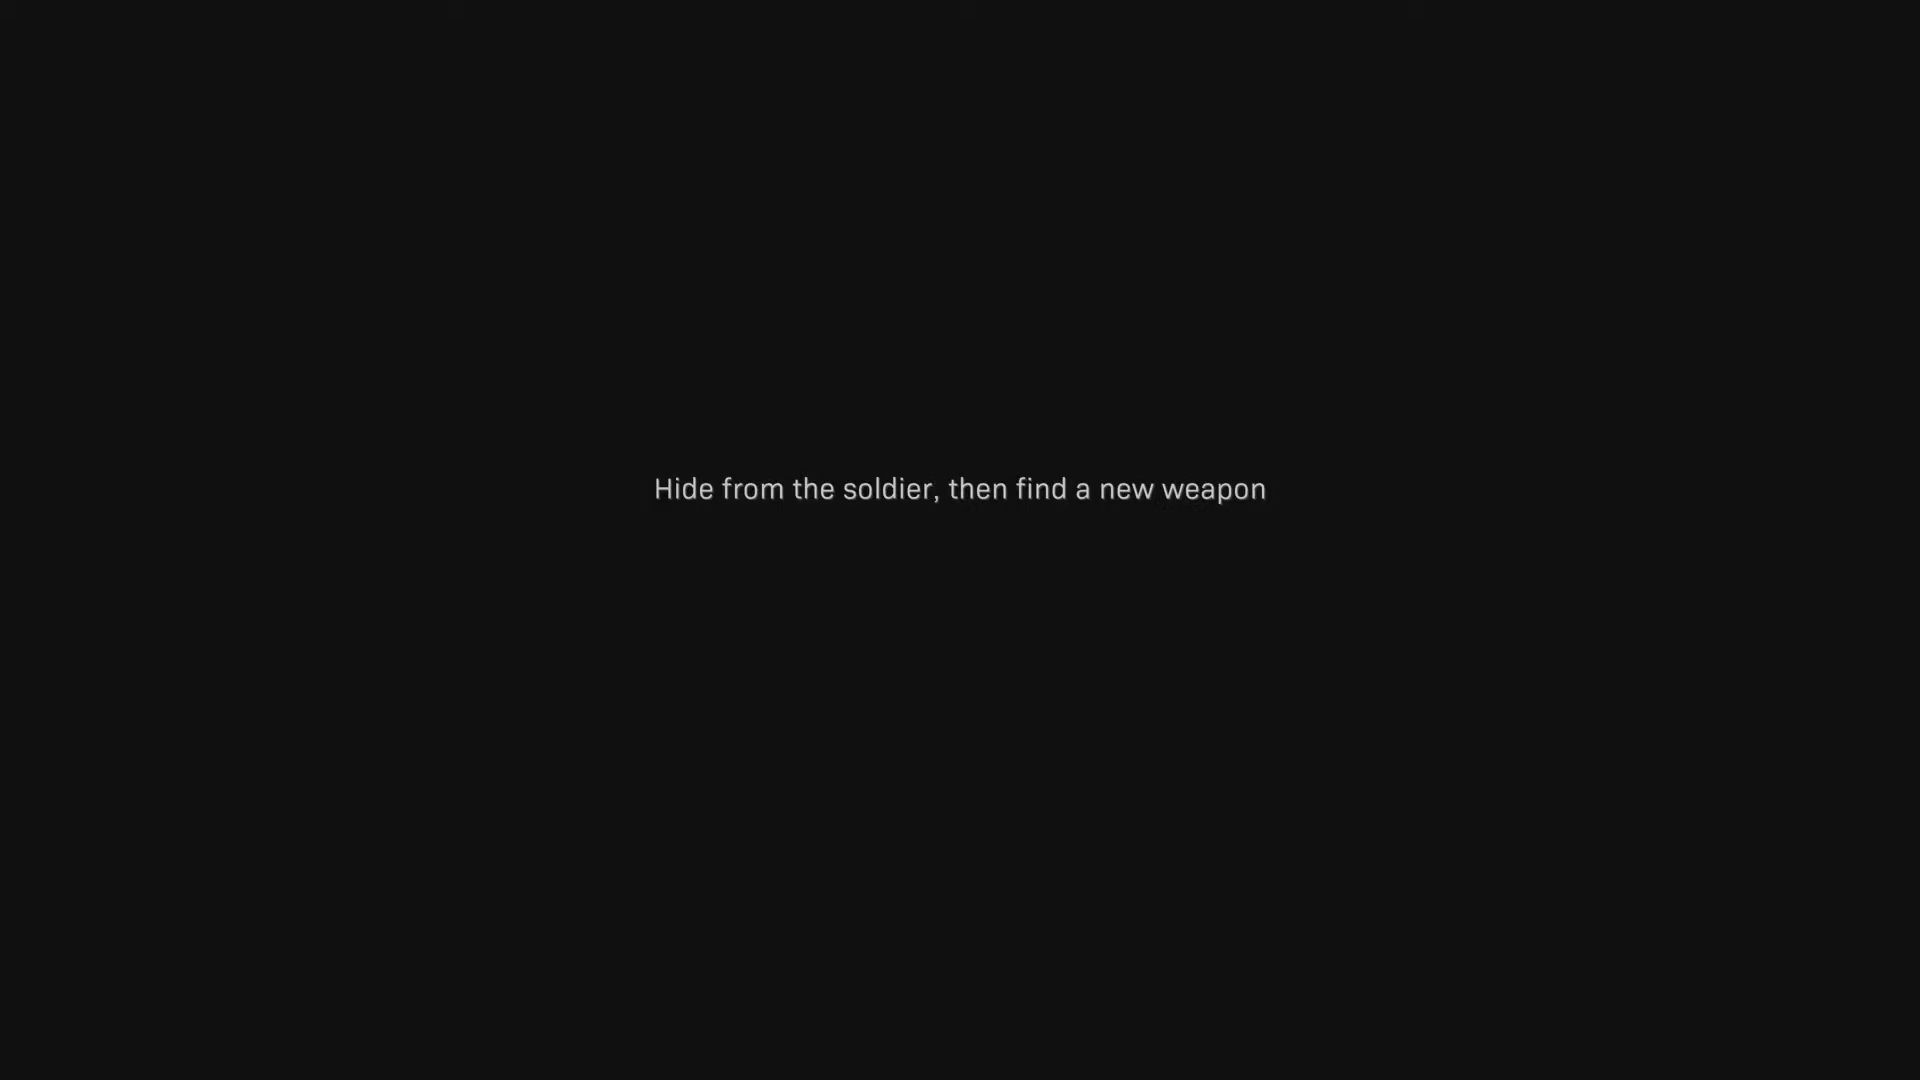 Hide from the soldier, then find a new weapon